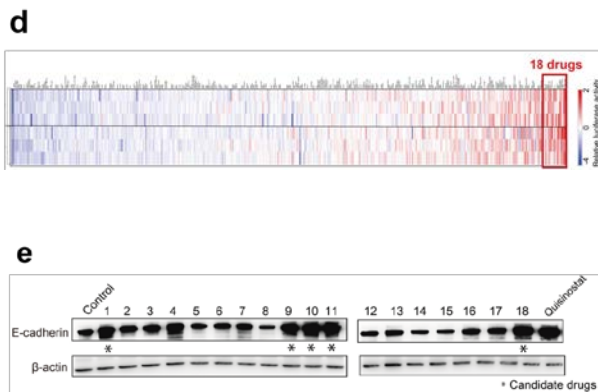 d
18 drugs
2
0
-4
Relative luciferase activity
e
Control 1 2 3 4 5 6 7 8 9 10 11 12 13 14 15 16 17 18 Quisinostat
E-cadherin
* * * * *
β-actin
* Candidate drugs